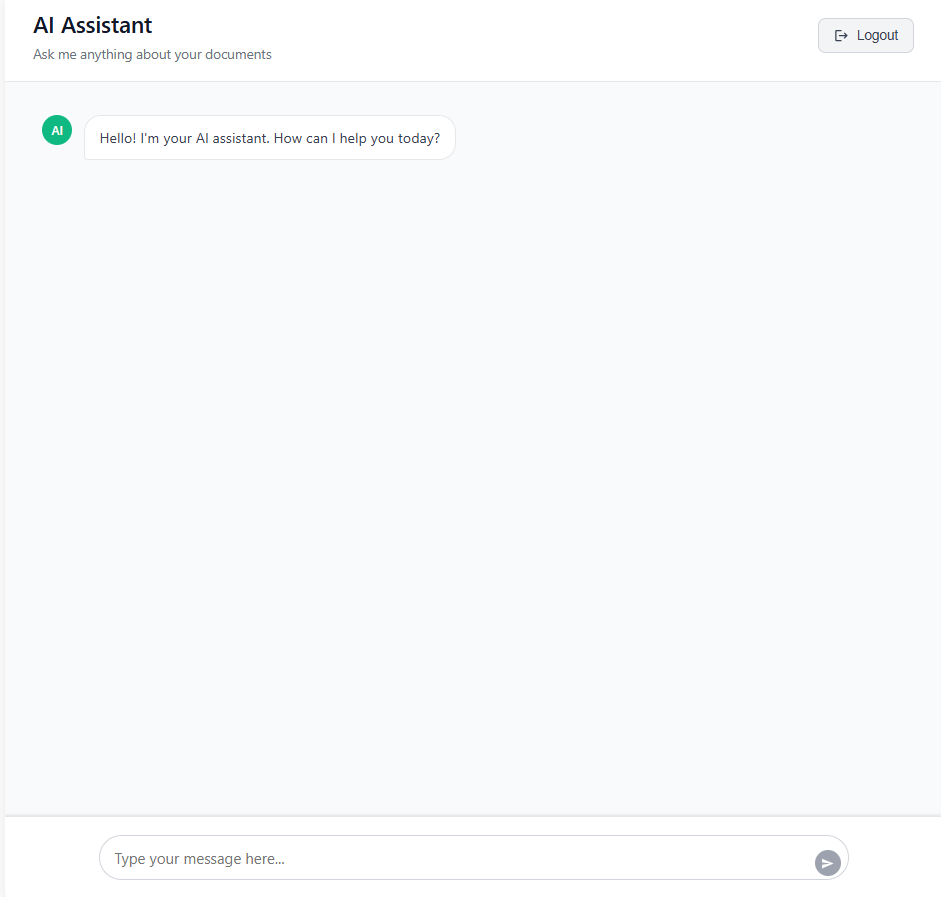 AI Assistant
Ask me anything about your documents
Logout
AI
Hello! I'm your AI assistant. How can I help you today?
Type your message here...